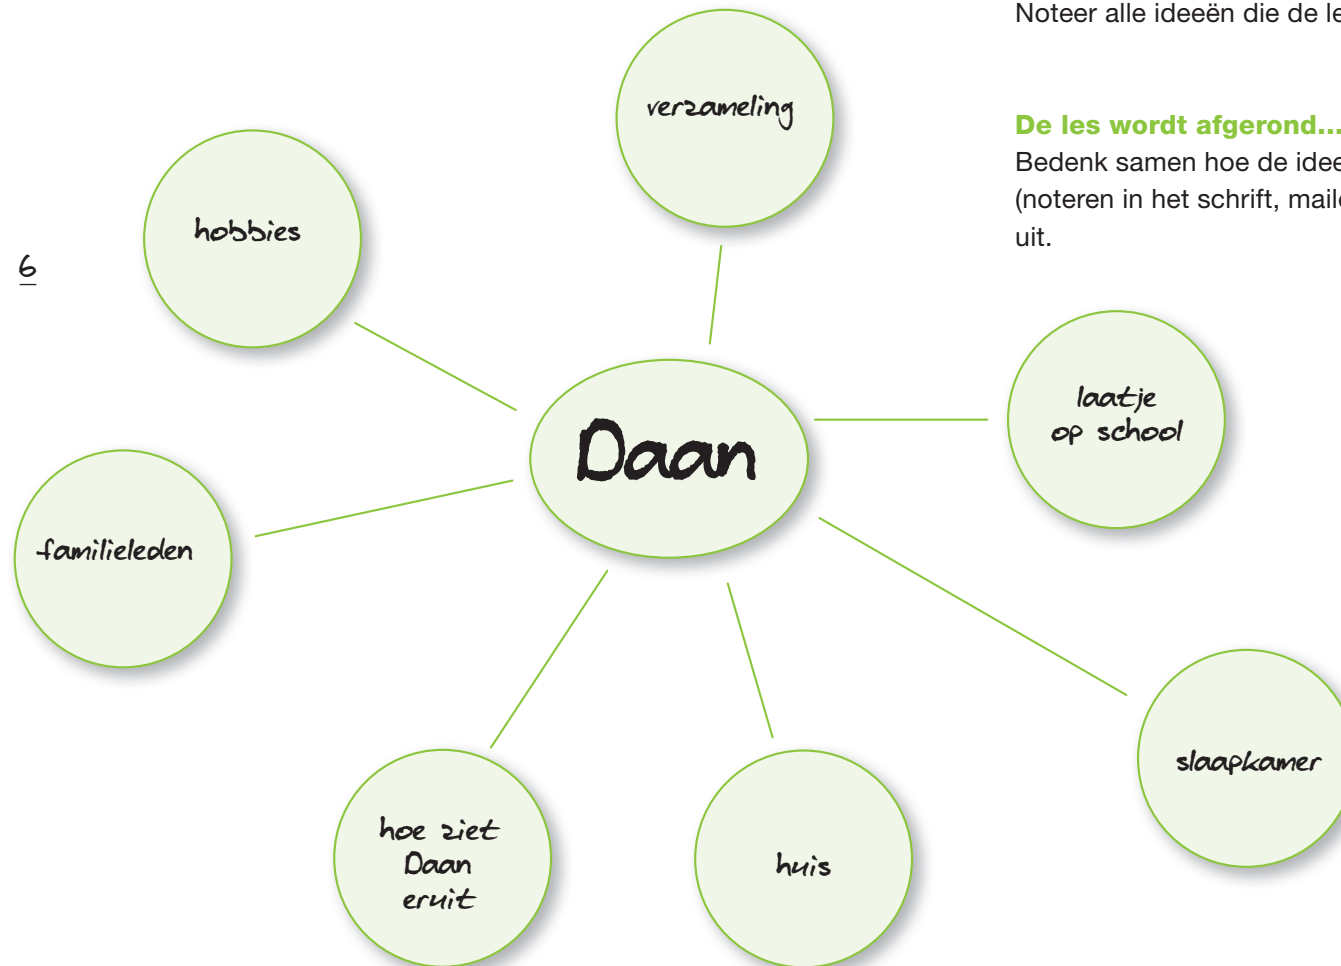 Noteer alle ideeën die de le
De les wordt afgerond...
Bedenk samen hoe de idee
(noteren in het schrift, mail
uit.
6
verzameling
hobbies
laatje
op school
Daan
familieleden
slaapkamer
hoe ziet
Daan
eruit
huis